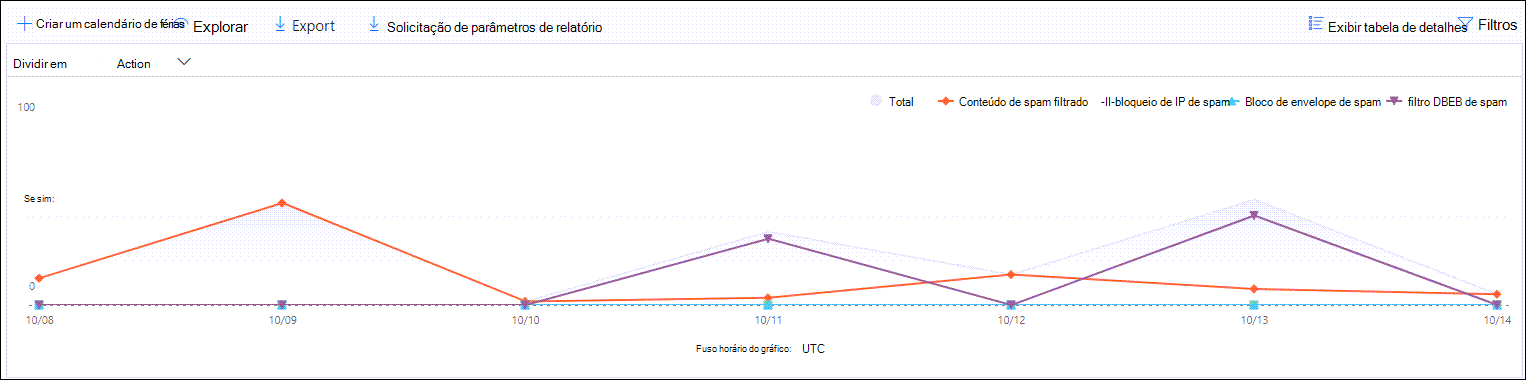 Criar um calendário de férias Explorar Export Solicitação de parâmetros de relatório Exibir tabela de detalhes Filtros
Dividir em Action
100
Total Conteúdo de spam filtrado -II-bloqueio de IP de spam Bloco de envelope de spam filtro DBEB de spam
Se sim:
0
10/08 10/09 10/10 10/11 10/12 10/13 10/14
Fuso horário do gráfico: UTC